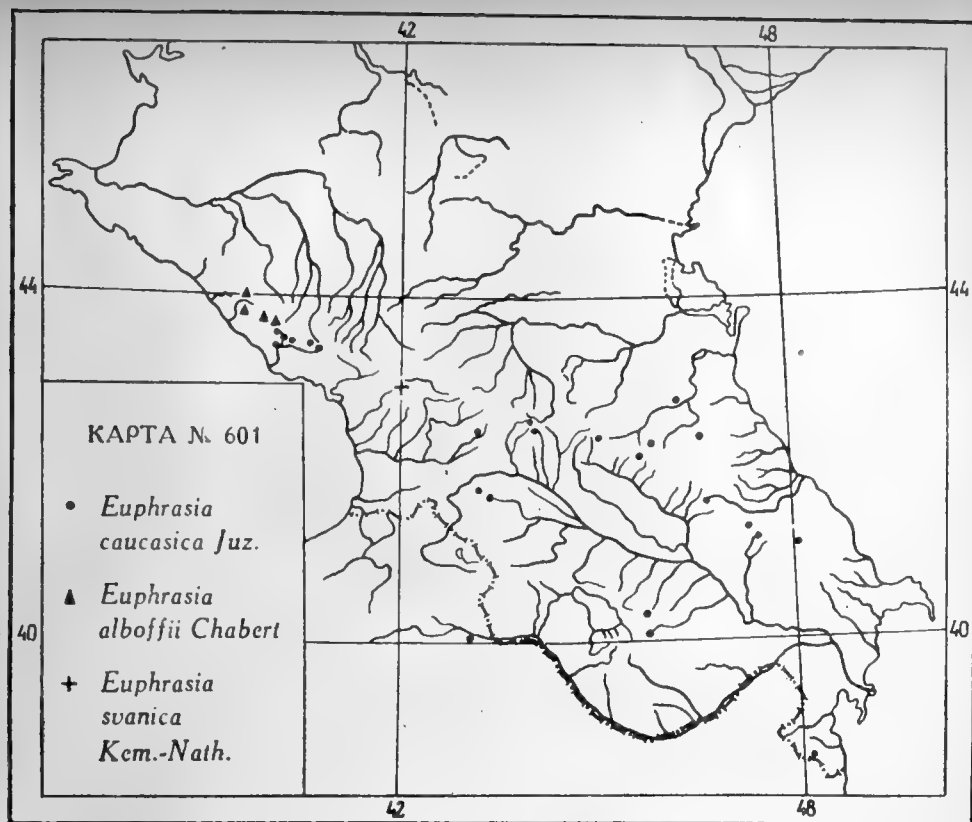 42 48
44 44
КАРТА № 601
Euphrasia
caucasica Juz.
Euphrasia
alboffii Chabert
40 40
Euphrasia
svanica
Kem.-Nath.
42 48